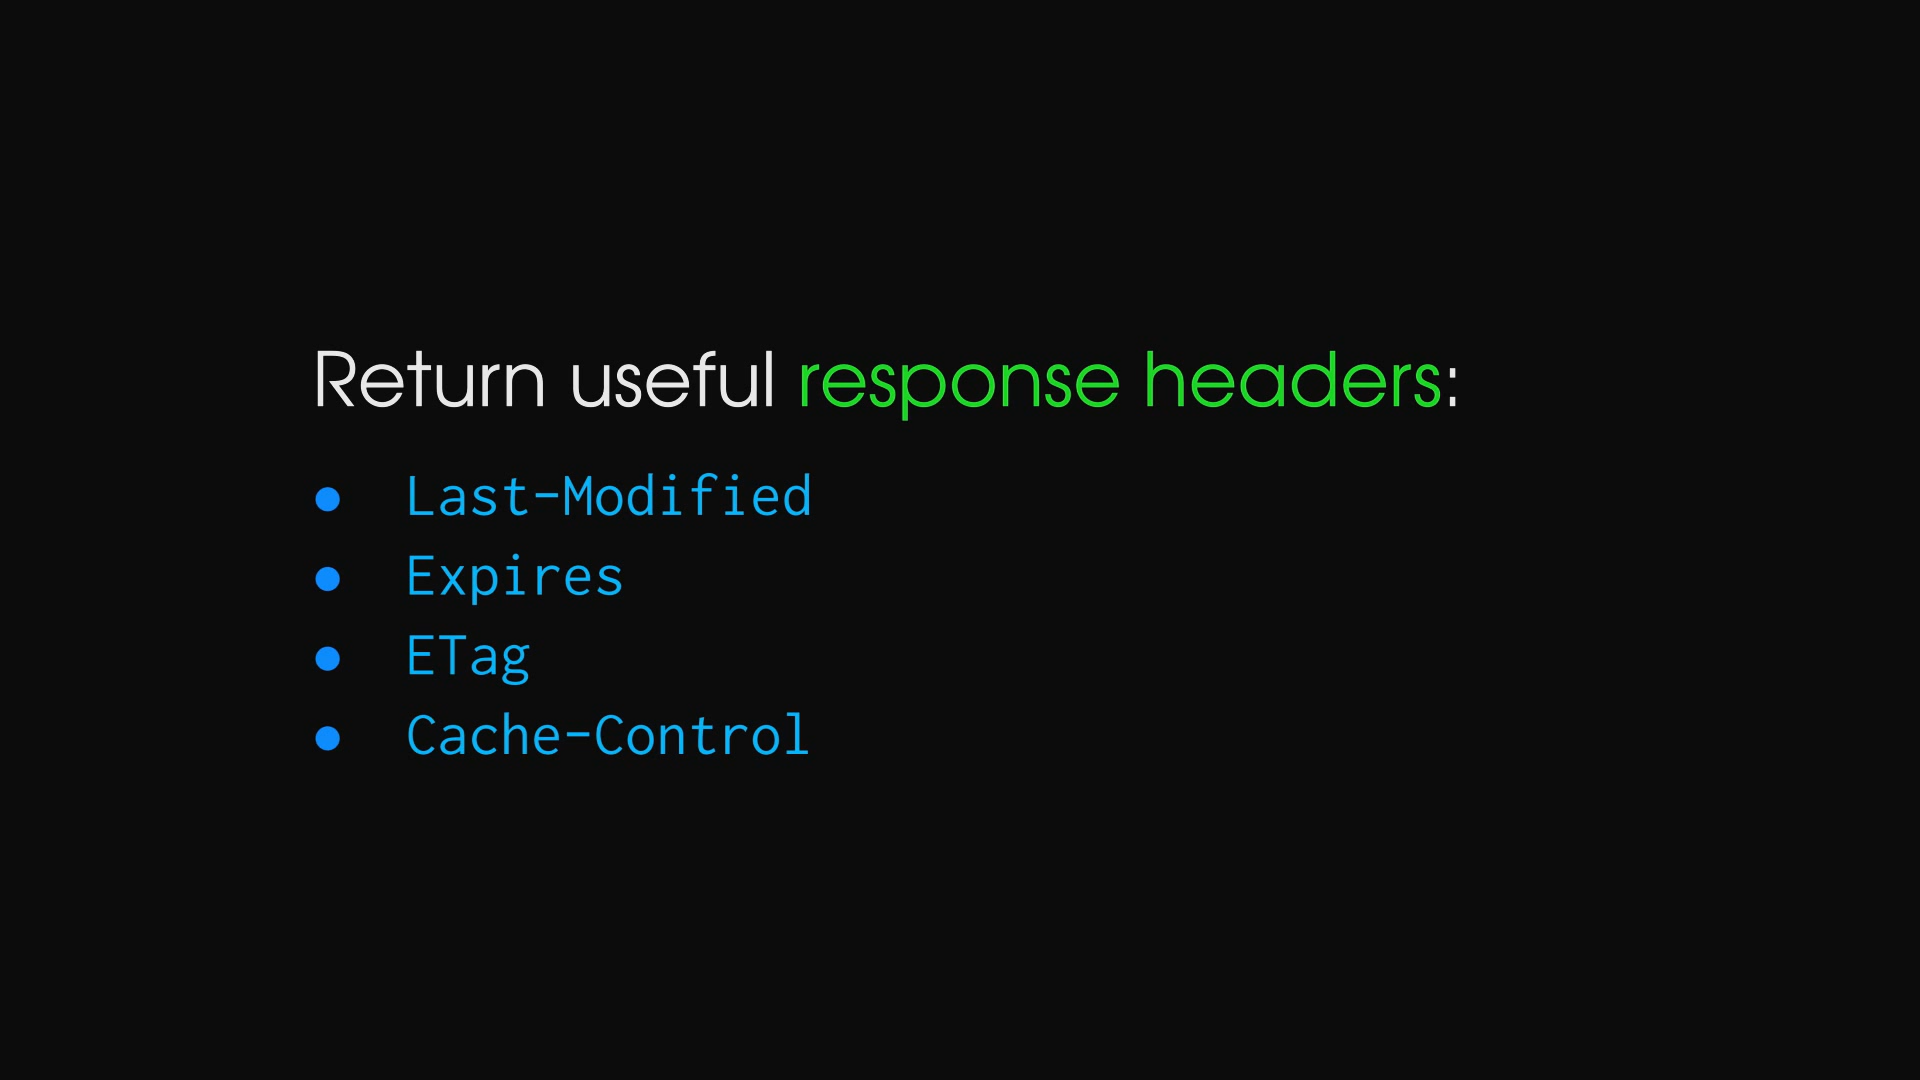 Return useful response headers:
● Last-Modified
● Expires
● ETag
● Cache-Control